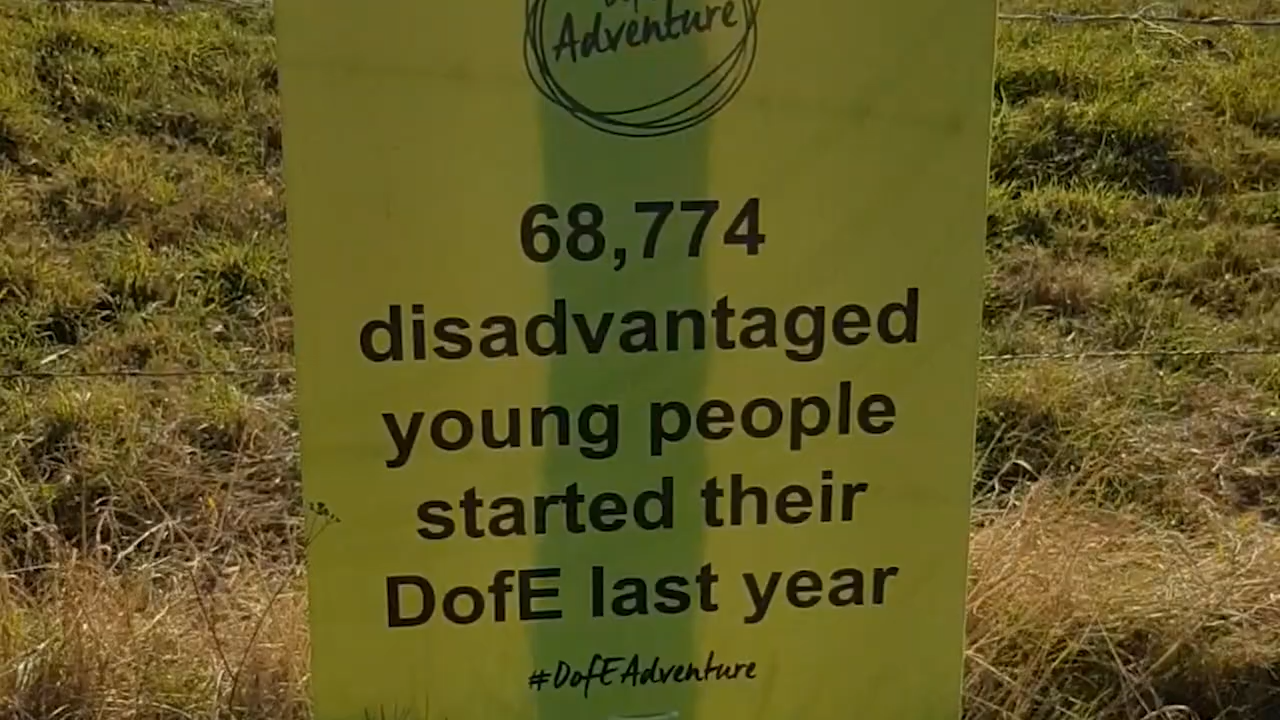 Adventure
68,774
disadvantaged
young people
started their
DofE last year
#DofEAdventure